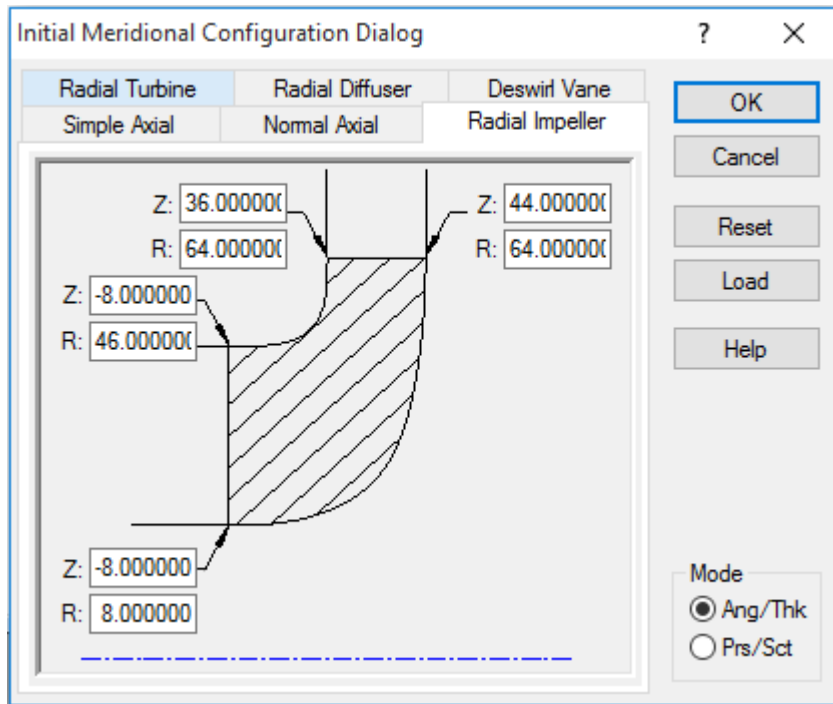 Initial Meridional Configuration Dialog ? ×
Radial Turbine Radial Diffuser Deswirl Vane
Simple Axial Normal Axial Radial Impeller
Z: 36.000000( Z: 44.000000(
R: 64.000000( R: 64.000000(
Z: -8.000000
R: 46.000000(
Z: -8.000000
R: 8.000000
OK
Cancel
Reset
Load
Help
Mode
Ang/Thk
Prs/Sct